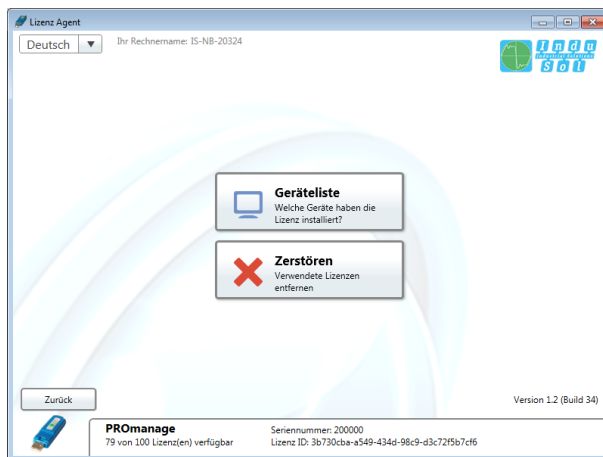 Lizenz Agent
Deutsch
Ihr Rechnername: IS-NB-20324
Indu
Sol
Geräteliste
Welche Geräte haben die
Lizenz installiert?
Zerstören
Verwendete Lizenzen
entfernen
Zurück
Version 1.2 (Build 34)
PROmanage
Seriennummer: 200000
79 von 100 Lizenz(en) verfügbar
Lizenz ID: 3b730cba-a549-434d-98c9-d3c72f5b7cf6